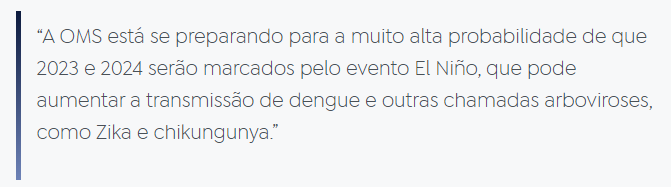 “A OMS está se preparando para a muito alta probabilidade de que
2023 e 2024 serão marcados pelo evento El Niño, que pode
aumentar a transmissão de dengue e outras chamadas arboviroses,
como Zika e chikungunya.”